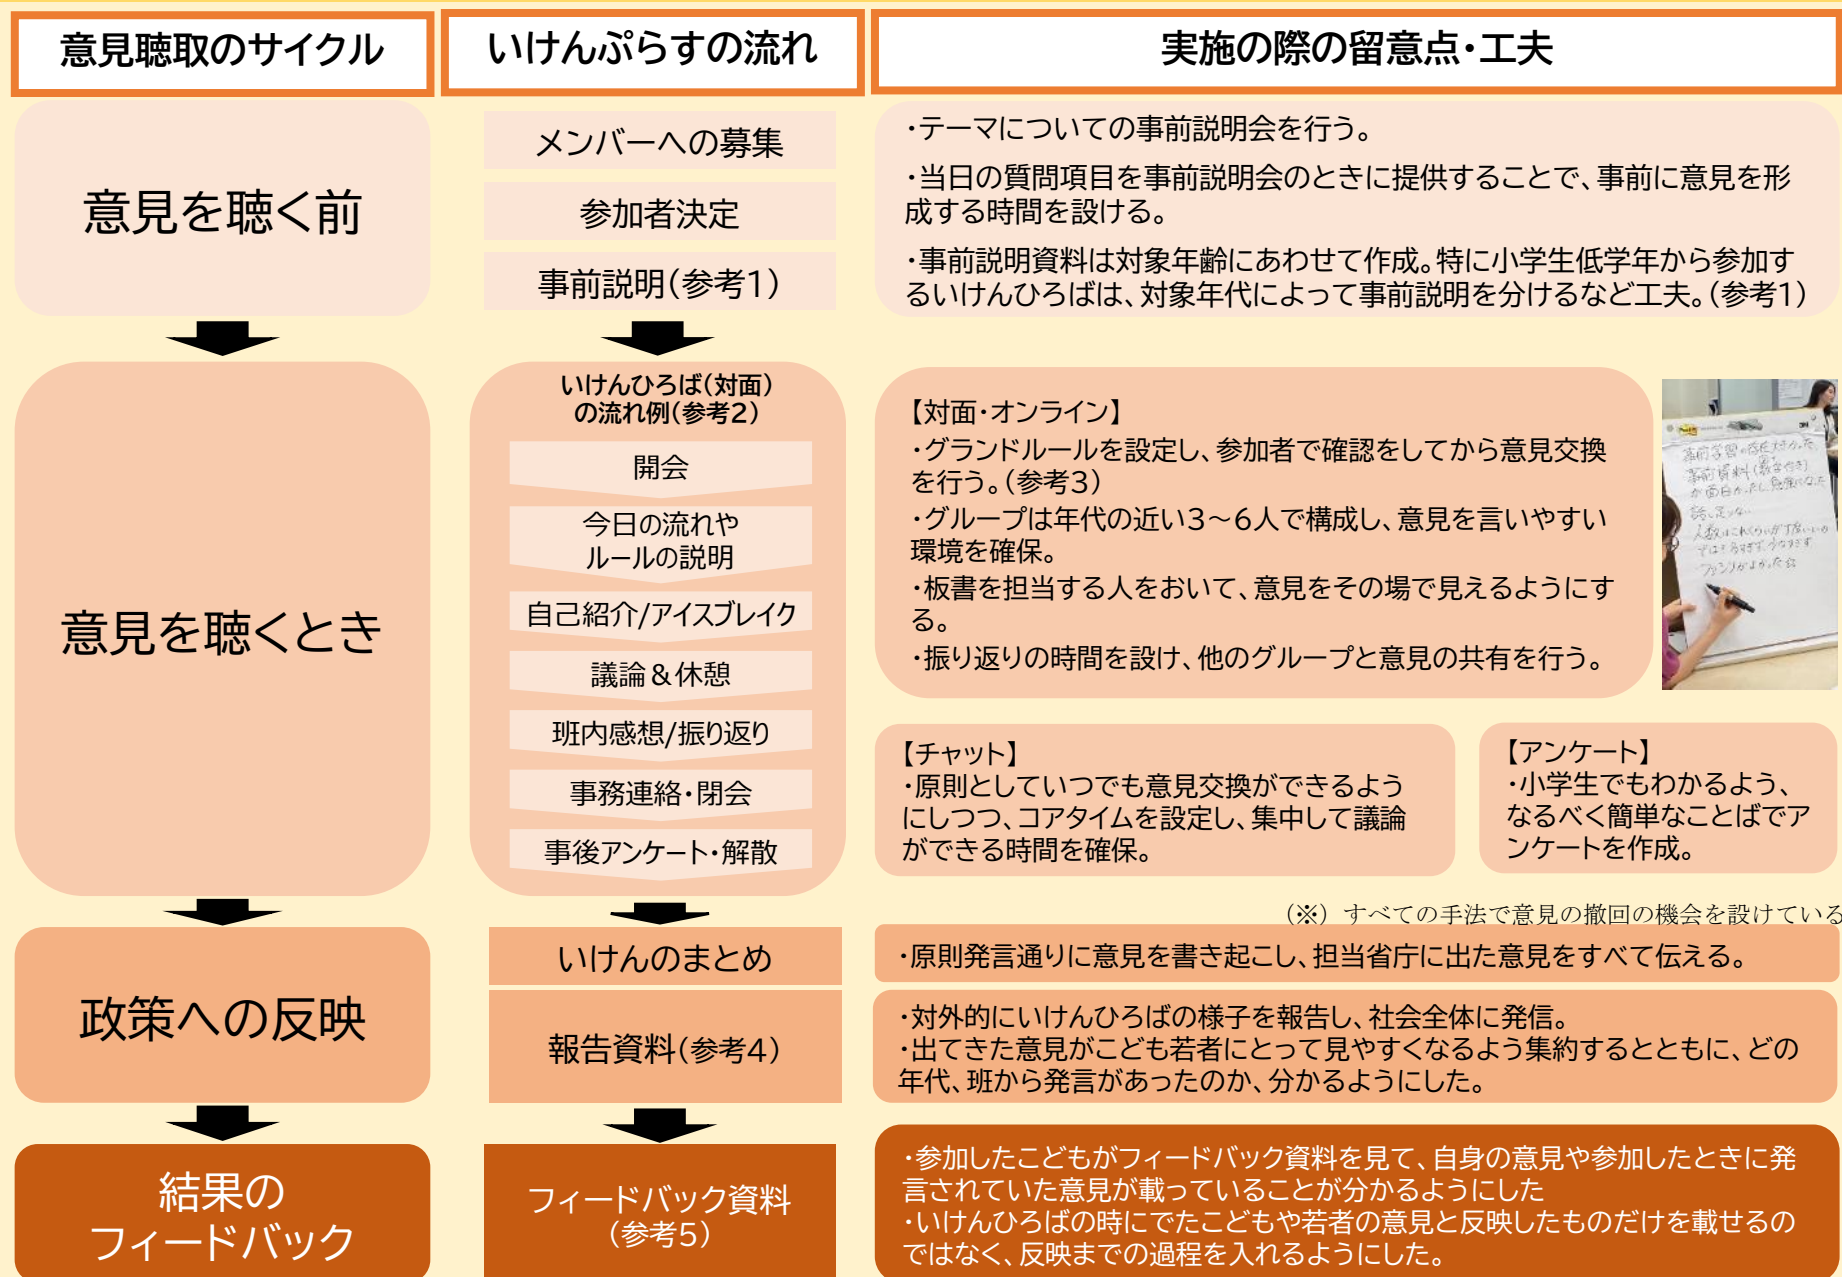 意見聴取のサイクル
いけんぷらすの流れ
実施の際の留意点・工夫
意見を聴く前
メンバーへの募集
参加者決定
事前説明(参考1)
・テーマについての事前説明会を行う。
・当日の質問項目を事前説明会のときに提供することで、事前に意見を形
成する時間を設ける。
・事前説明資料は対象年齢にあわせて作成。特に小学生低学年から参加す
るいけんひろばは、対象年代によって事前説明を分けるなど工夫。(参考1)
意見を聴くとき
いけんひろば(対面)
の流れ例(参考2)
開会
今日の流れや
ルールの説明
自己紹介/アイスブレイク
議論&休憩
班内感想/振り返り
事務連絡・閉会
事後アンケート・解散
【対面・オンライン】
・グランドルールを設定し、参加者で確認をしてから意見交換
を行う。(参考3)
・グループは年代の近い3～6人で構成し、意見を言いやすい
環境を確保。
・板書を担当する人をおいて、意見をその場で見えるようにす
る。
・振り返りの時間を設け、他のグループと意見の共有を行う。
事前資料(
【チャット】
・原則としていつでも意見交換ができるよう
にしつつ、コアタイムを設定し、集中して議論
ができる時間を確保。
【アンケート】
・小学生でもわかるよう、
なるべく簡単なことばでア
ンケートを作成。
(※)すべての手法で意見の撤回の機会を設けている
政策への反映
いけんのまとめ
・原則発言通りに意見を書き起こし、担当省庁に出た意見をすべて伝える。
報告資料(参考4)
・対外的にいけんひろばの様子を報告し、社会全体に発信。
・出てきた意見がこども若者にとって見やすくなるよう集約するとともに、どの
年代、班から発言があったのか、分かるようにした。
結果の
フィードバック
フィードバック資料
(参考5)
・参加したこどもがフィードバック資料を見て、自身の意見や参加したときに発
言されていた意見が載っていることが分かるようにした
・いけんひろばの時にでたこどもや若者の意見と反映したものだけを載せるの
ではなく、反映までの過程を入れるようにした。